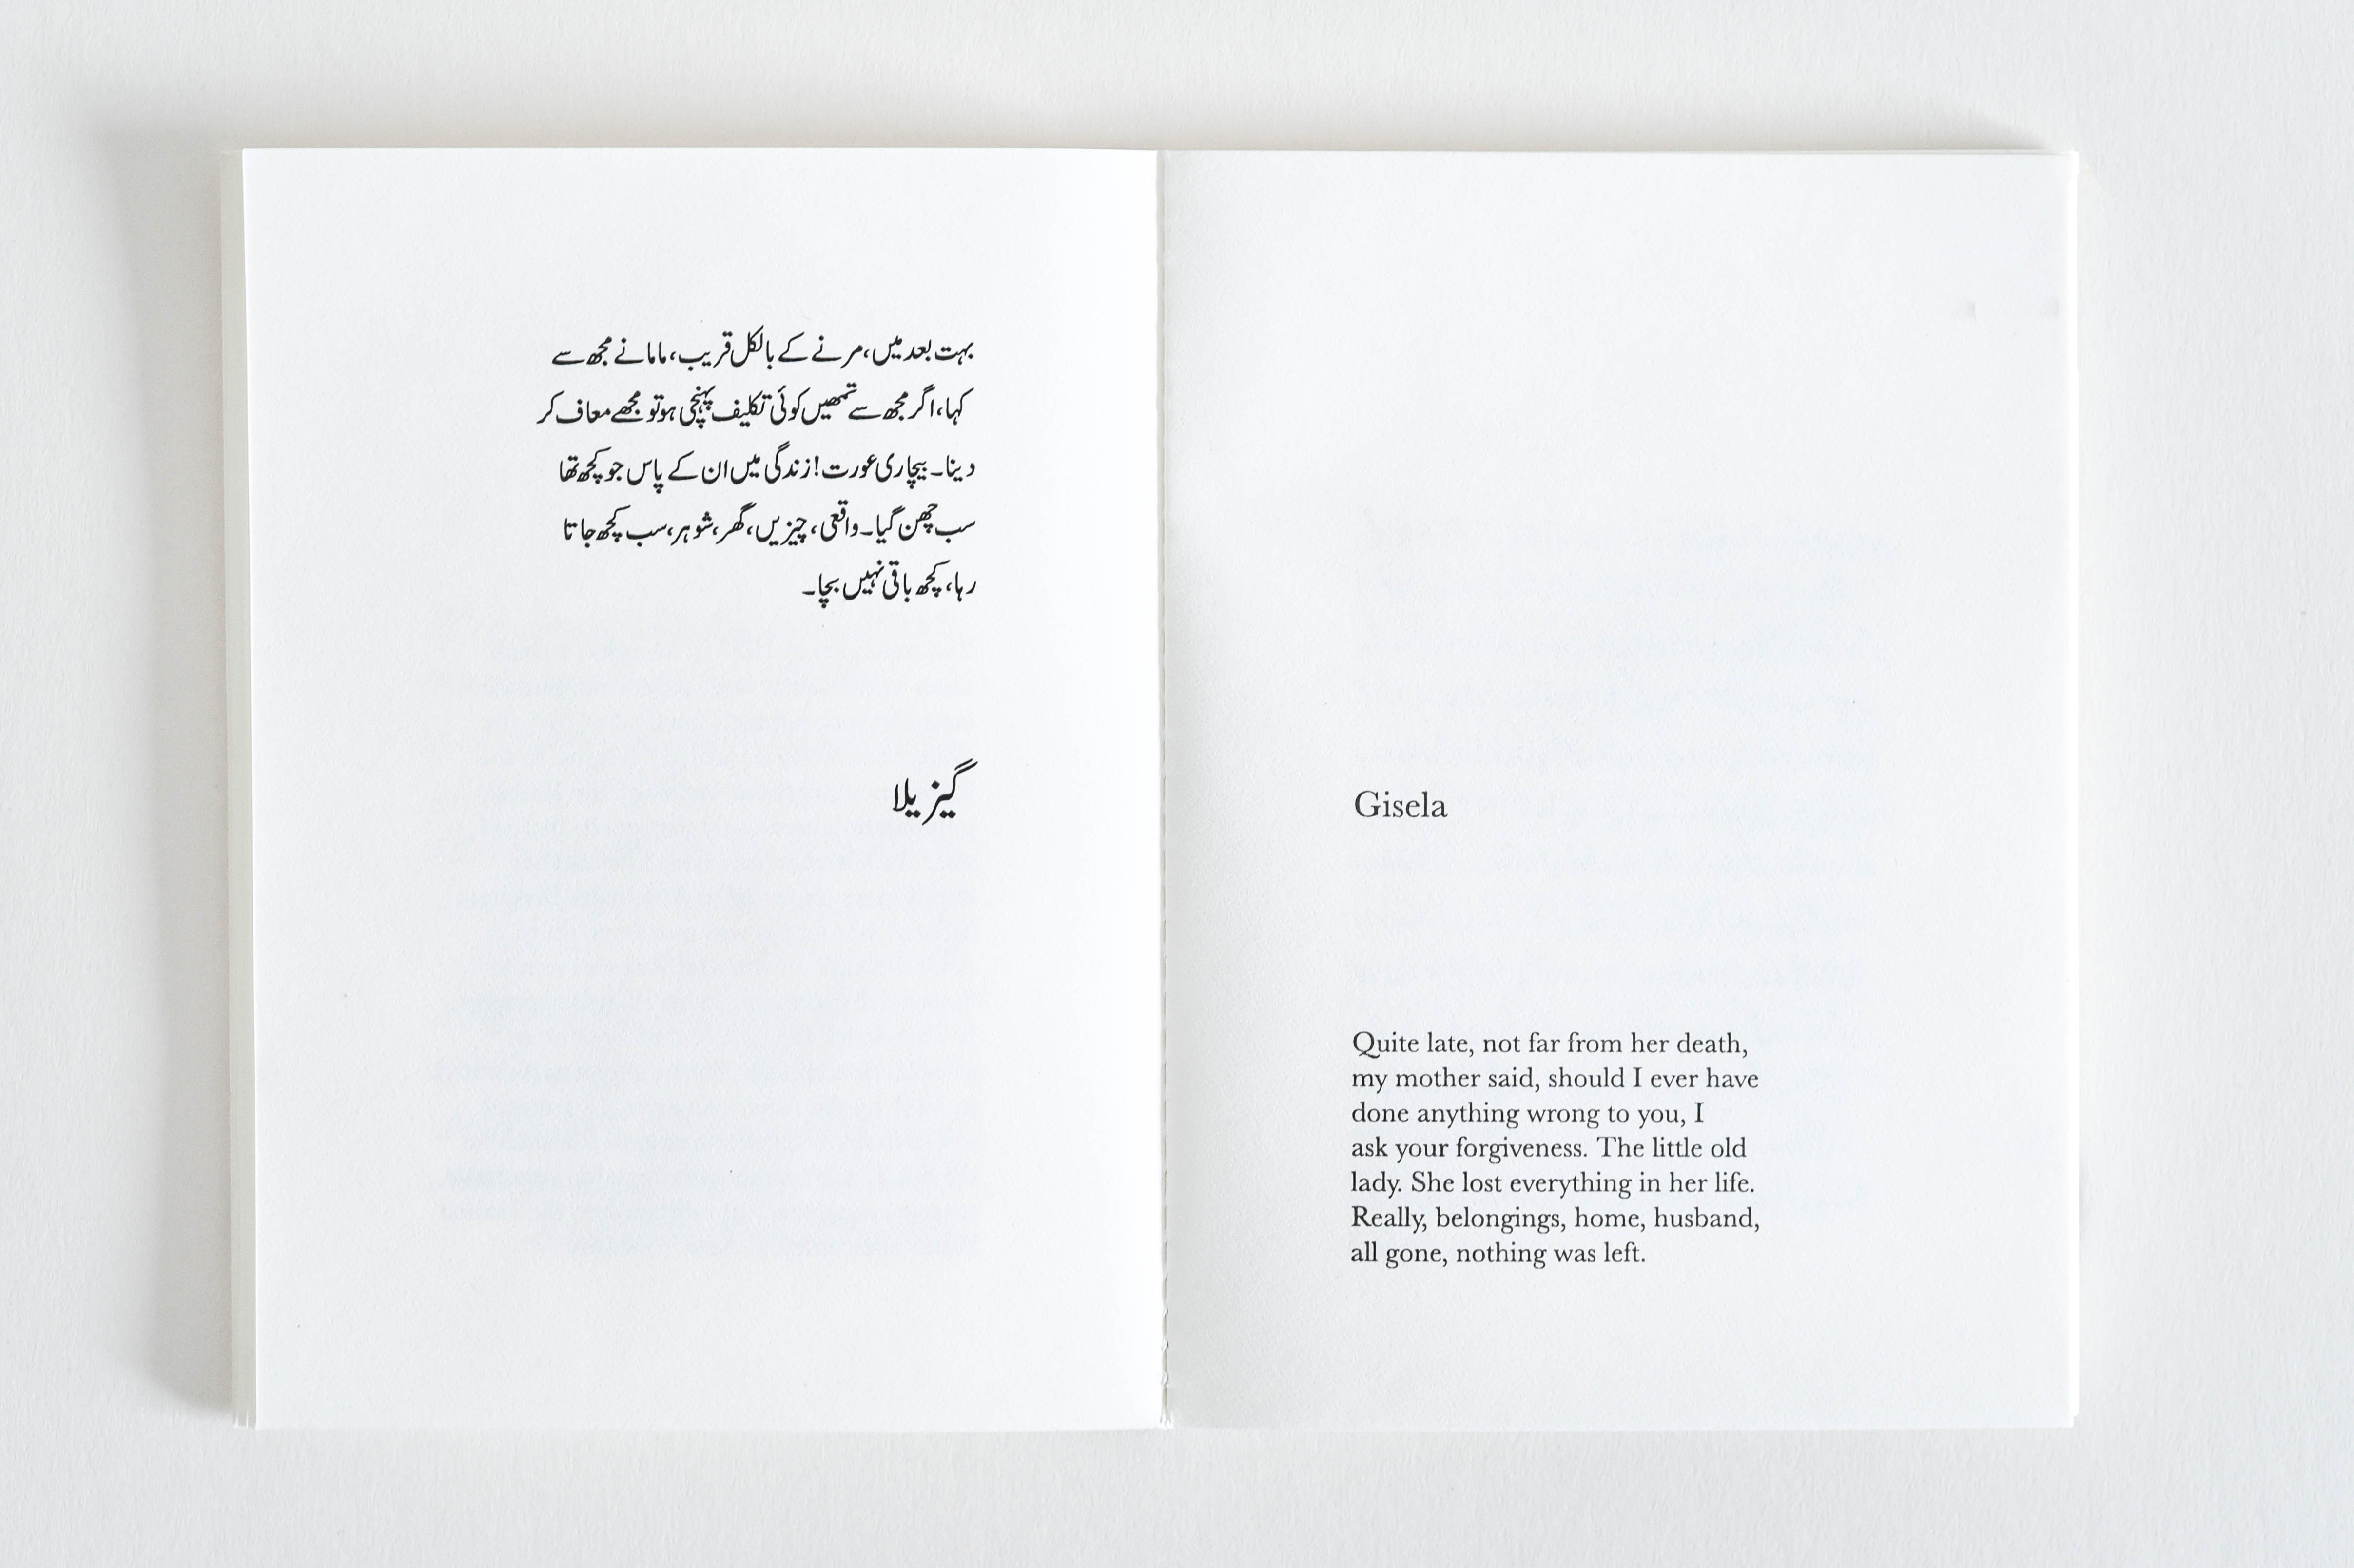 بہت بعد میں، مرنے کے بالکل قریب، ماما نے مجھ سے
کہا، اگر مجھ سے تمھیں کوئی تکلیف پہنچی ہو تو مجھے معاف کر
دینا۔ بیچاری عورت! زندگی میں ان کے پاس جو کچھ تھا
سب چھن گیا۔ واقعی، چیزیں، گھر، شوہر، سب کچھ جاتا
رہا، کچھ باقی نہیں بچا۔
گیزیلا
Gisela
Quite late, not far from her death,
my mother said, should I ever have
done anything wrong to you, I
ask your forgiveness. The little old
lady. She lost everything in her life.
Really, belongings, home, husband,
all gone, nothing was left.